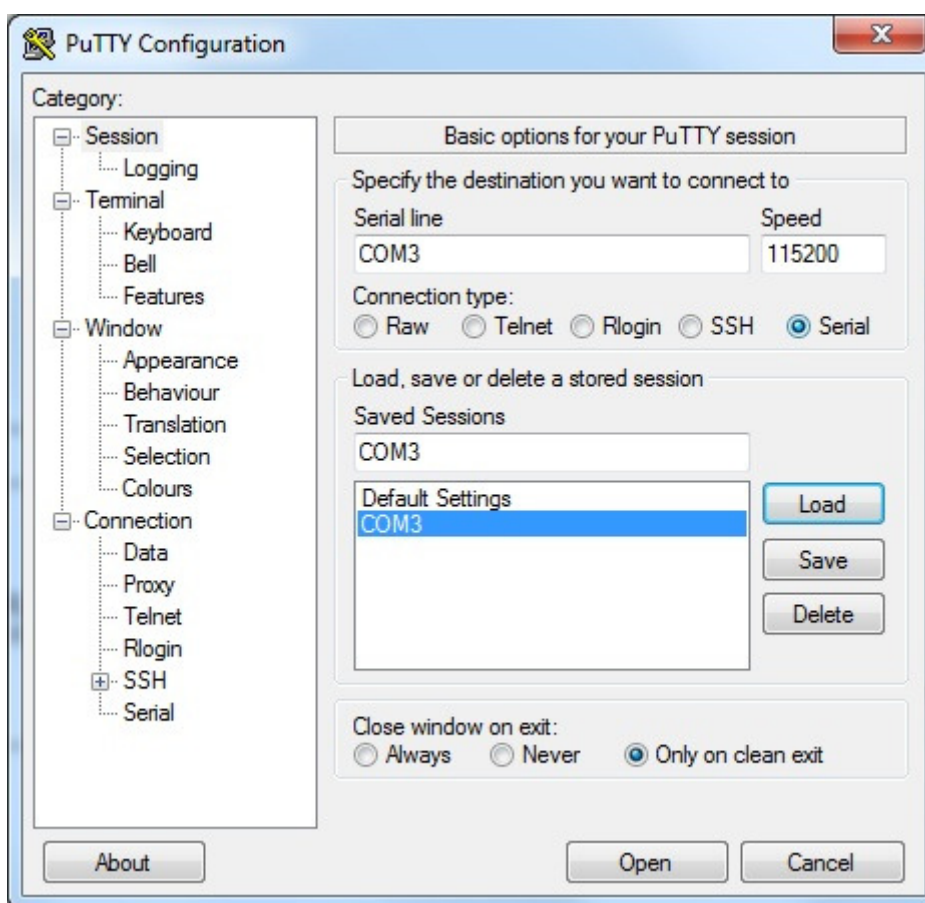 PuTTY Configuration
Category:
Session
Logging
Terminal
Keyboard
Bell
Features
Window
Appearance
Behaviour
Translation
Selection
Colours
Connection
Data
Proxy
Telnet
Rlogin
SSH
Serial
Basic options for your PuTTY session
Specify the destination you want to connect to
Serial line Speed
COM3 115200
Connection type:
Raw Telnet Rlogin SSH Serial
Load, save or delete a stored session
Saved Sessions
COM3
Default Settings
COM3
Load
Save
Delete
Close window on exit:
Always Never Only on clean exit
About Open Cancel